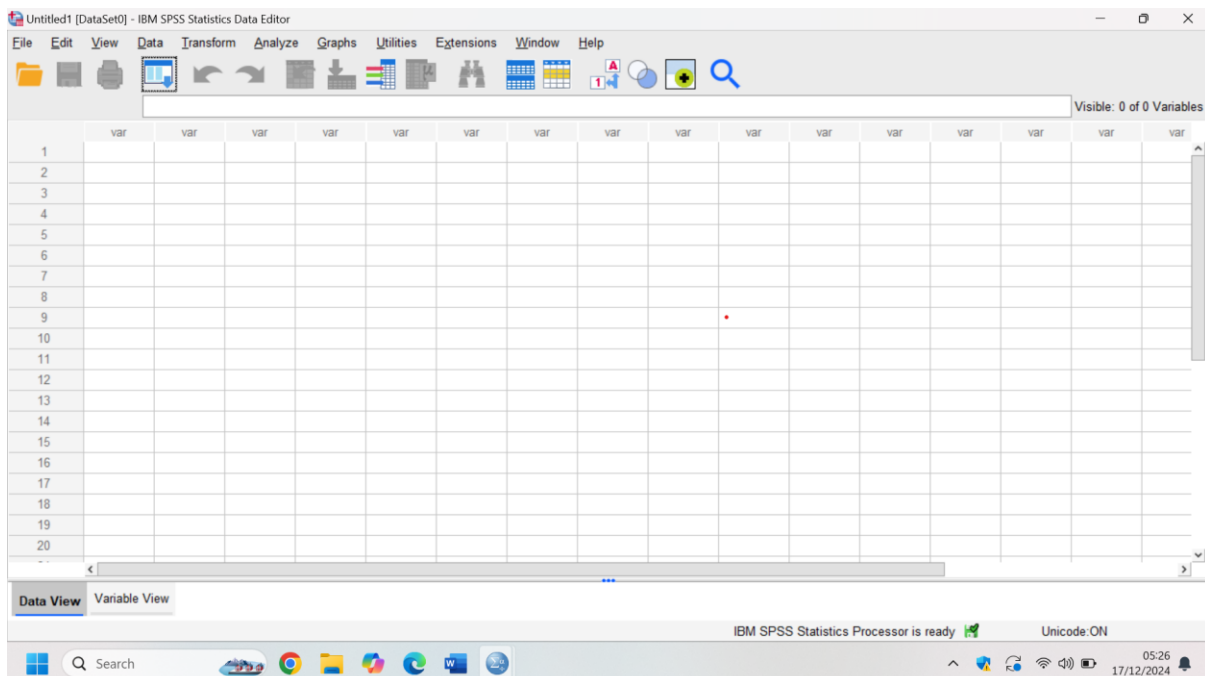 Untitled1 [DataSet0] - IBM SPSS Statistics Data Editor
File Edit View Data Transform Analyze Graphs Utilities Extensions Window Help
A
1
Visible: 0 of 0 Variables
var var var var var var var var var var var var var var var var
1
2
3
4
5
6
7
8
9
10
11
12
13
14
15
16
17
18
19
20
Data View Variable View
IBM SPSS Statistics Processor is ready Unicode:ON
Search
05:26
17/12/2024